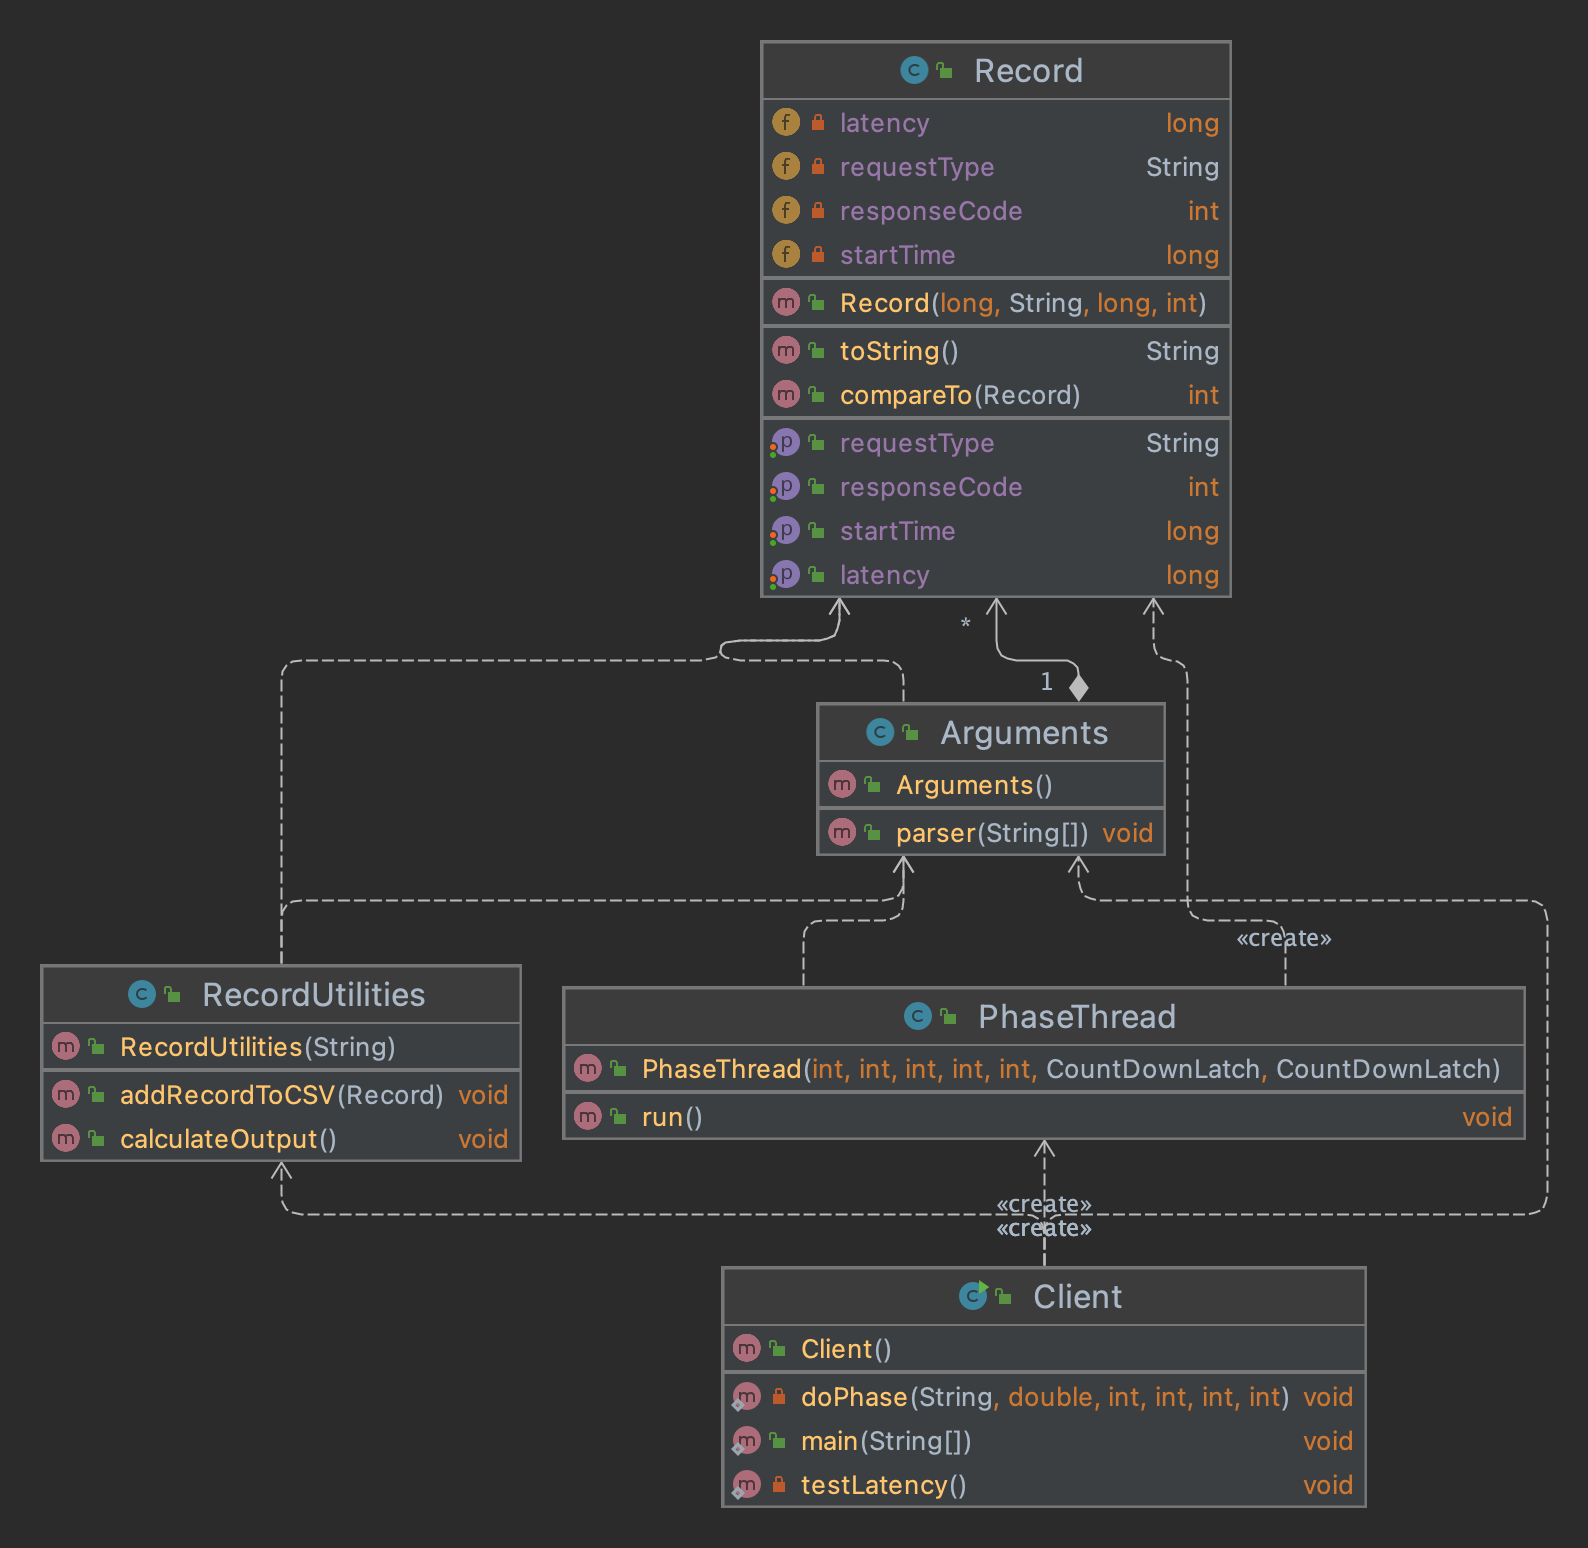 Record
latency long
requestType String
responseCode int
startTime long
Record(long, String, long, int)
toString() String
compareTo(Record) int
requestType String
responseCode int
startTime long
latency long
*
1
Arguments
Arguments()
parser(String[]) void
«create»
RecordUtilities
RecordUtilities(String)
addRecordToCSV(Record) void
calculateOutput() void
PhaseThread
PhaseThread(int, int, int, int, int, CountDownLatch, CountDownLatch)
run() void
«create»
«create»
Client
Client()
doPhase(String, double, int, int, int, int) void
main(String[]) void
testLatency() void